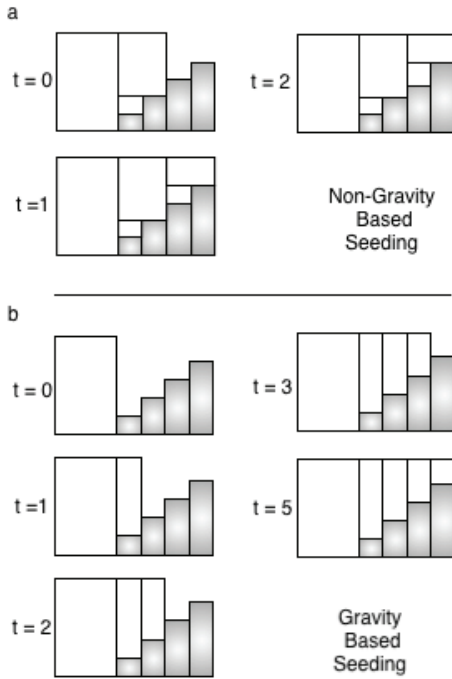 a
t = 0
t = 2
t =1
Non-Gravity
Based
Seeding
b
t = 0
t = 3
t =1
t = 5
t = 2
Gravity
Based
Seeding